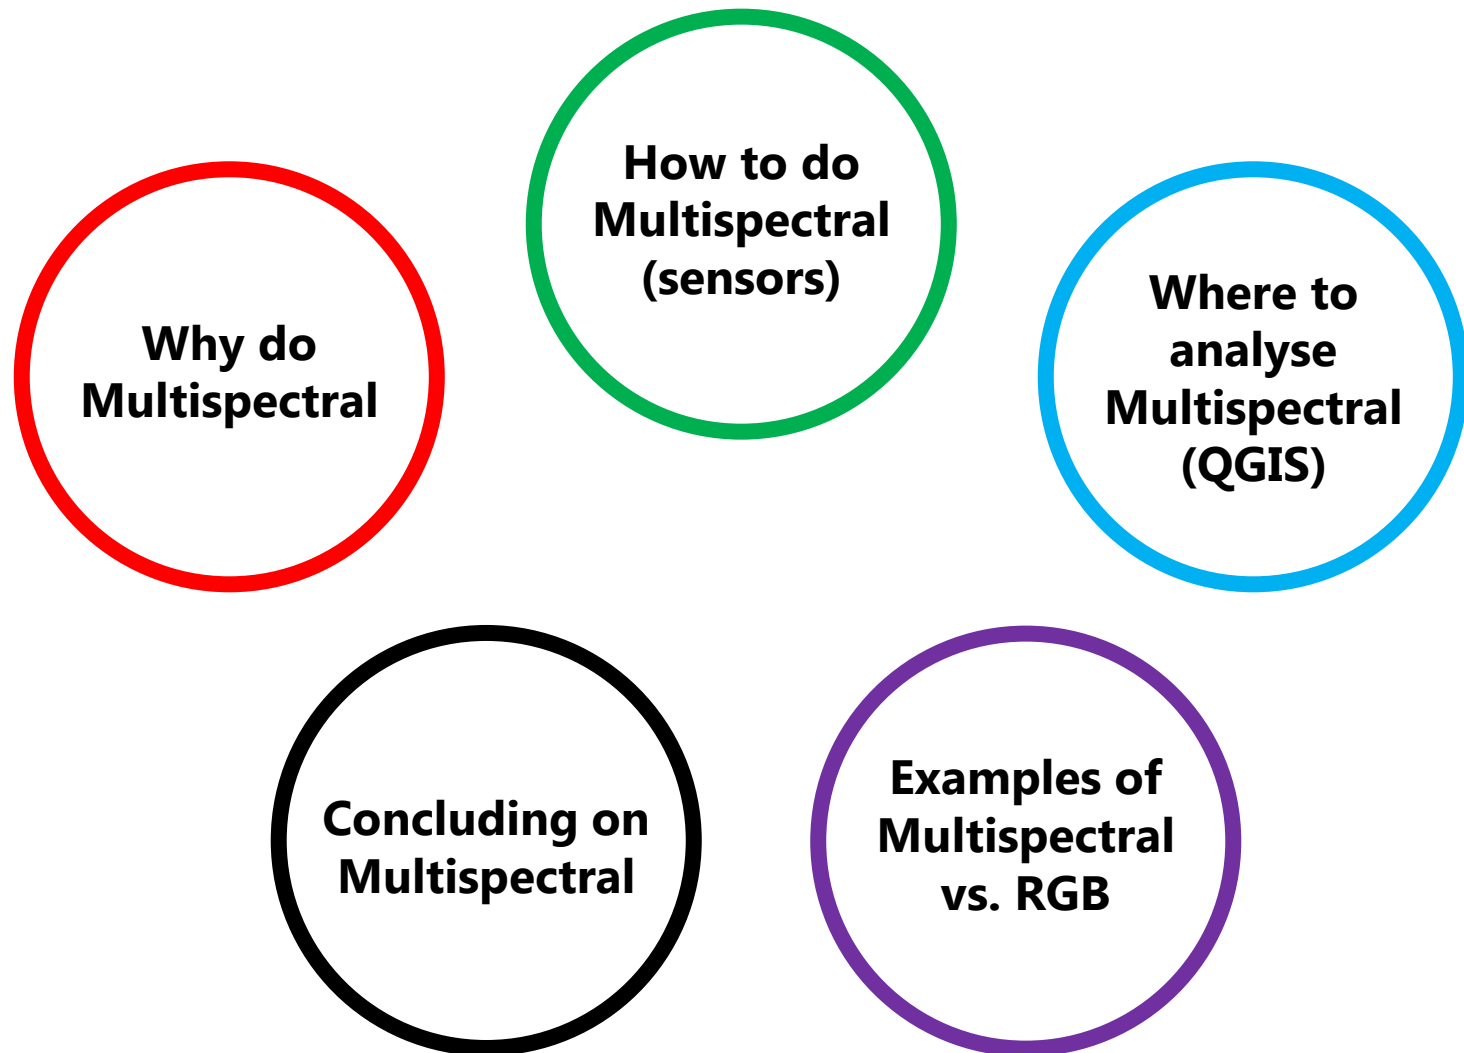 Why do
Multispectral
How to do
Multispectral
(sensors)
Where to
analyse
Multispectral
(QGIS)
Examples of
Multispectral
vs. RGB
Concluding on
Multispectral